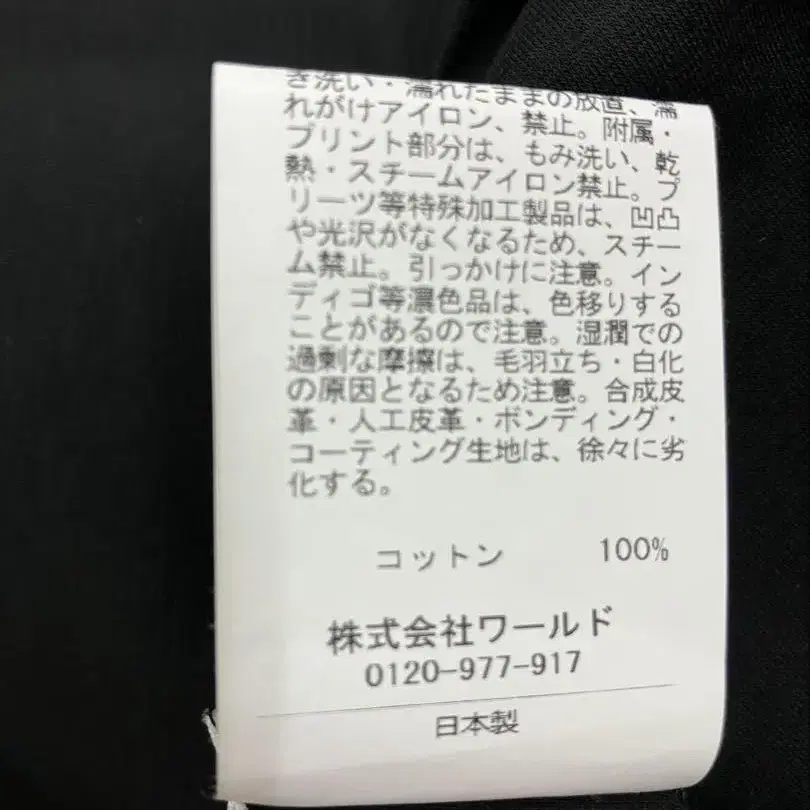 き洗い・濡れたままの放置、濡
れがけアイロン、禁止。附属・
プリント部分は、もみ洗い、乾
熱・スチームアイロン禁止。プ
リーツ等特殊加工製品は、凹凸
や光沢がなくなるため、スチー
ム禁止。引っかけに注意。イン
ディゴ等濃色品は、色移りする
ことがあるので注意。湿潤での
過剰な摩擦は、毛羽立ち・白化
の原因となるため注意。合成皮
革・人工皮革・ボンディング・
コーティング生地は、徐々に劣
化する。
コットン 100%
株式会社ワールド
0120-977-917
日本製